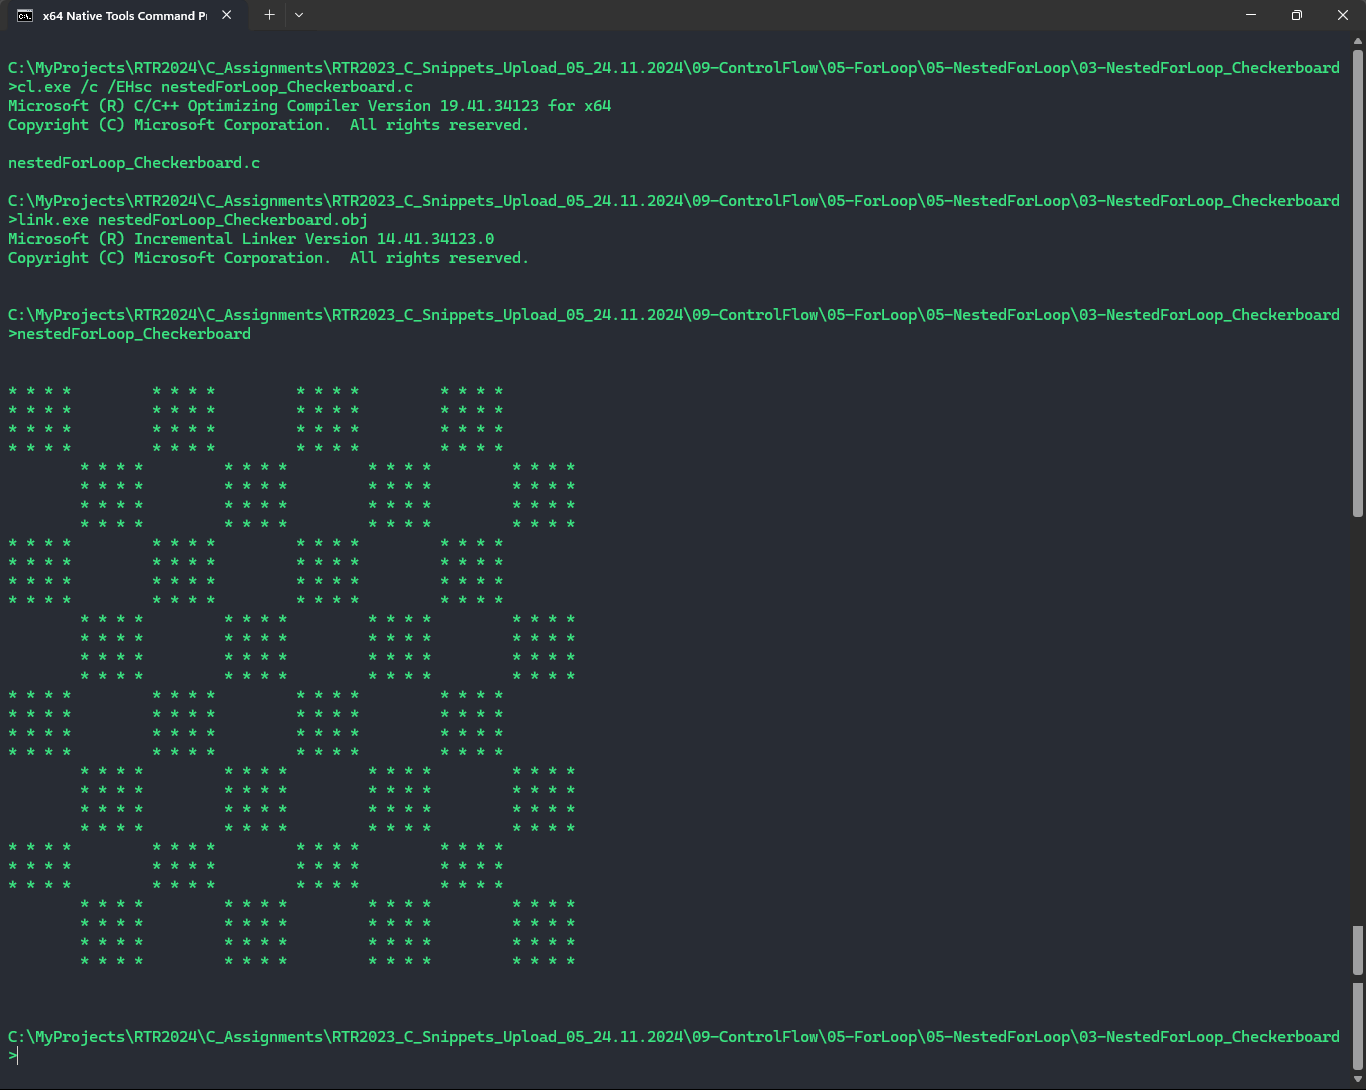 x64 Native Tools Command Pr
C:\MyProjects\RTR2024\C_Assignments\RTR2023_C_Snippets_Upload_05_24.11.2024\09-ControlFlow\05-ForLoop\05-NestedForLoop\03-NestedForLoop_Checkerboard
>cl.exe /c /EHsc nestedForLoop_Checkerboard.c
Microsoft (R) C/C++ Optimizing Compiler Version 19.41.34123 for x64
Copyright (C) Microsoft Corporation.  All rights reserved.
nestedForLoop_Checkerboard.c
C:\MyProjects\RTR2024\C_Assignments\RTR2023_C_Snippets_Upload_05_24.11.2024\09-ControlFlow\05-ForLoop\05-NestedForLoop\03-NestedForLoop_Checkerboard
>link.exe nestedForLoop_Checkerboard.obj
Microsoft (R) Incremental Linker Version 14.41.34123.0
Copyright (C) Microsoft Corporation.  All rights reserved.
C:\MyProjects\RTR2024\C_Assignments\RTR2023_C_Snippets_Upload_05_24.11.2024\09-ControlFlow\05-ForLoop\05-NestedForLoop\03-NestedForLoop_Checkerboard
>nestedForLoop_Checkerboard
* * * *         * * * *         * * * *         * * * *
* * * *         * * * *         * * * *         * * * *
* * * *         * * * *         * * * *         * * * *
* * * *         * * * *         * * * *         * * * *
        * * * *         * * * *         * * * *         * * * *
        * * * *         * * * *         * * * *         * * * *
        * * * *         * * * *         * * * *         * * * *
        * * * *         * * * *         * * * *         * * * *
* * * *         * * * *         * * * *         * * * *
* * * *         * * * *         * * * *         * * * *
* * * *         * * * *         * * * *         * * * *
* * * *         * * * *         * * * *         * * * *
        * * * *         * * * *         * * * *         * * * *
        * * * *         * * * *         * * * *         * * * *
        * * * *         * * * *         * * * *         * * * *
        * * * *         * * * *         * * * *         * * * *
* * * *         * * * *         * * * *         * * * *
* * * *         * * * *         * * * *         * * * *
* * * *         * * * *         * * * *         * * * *
* * * *         * * * *         * * * *         * * * *
        * * * *         * * * *         * * * *         * * * *
        * * * *         * * * *         * * * *         * * * *
        * * * *         * * * *         * * * *         * * * *
        * * * *         * * * *         * * * *         * * * *
* * * *         * * * *         * * * *         * * * *
* * * *         * * * *         * * * *         * * * *
* * * *         * * * *         * * * *         * * * *
        * * * *         * * * *         * * * *         * * * *
        * * * *         * * * *         * * * *         * * * *
        * * * *         * * * *         * * * *         * * * *
        * * * *         * * * *         * * * *         * * * *
C:\MyProjects\RTR2024\C_Assignments\RTR2023_C_Snippets_Upload_05_24.11.2024\09-ControlFlow\05-ForLoop\05-NestedForLoop\03-NestedForLoop_Checkerboard
>